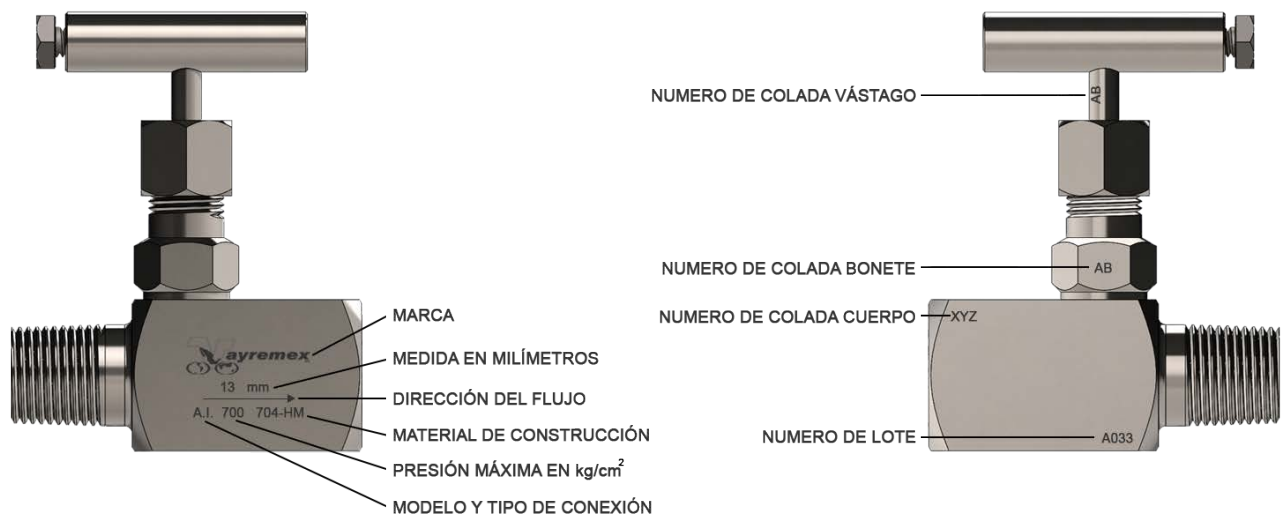 MARCA
MEDIDA EN MILÍMETROS
DIRECCIÓN DEL FLUJO
MATERIAL DE CONSTRUCCIÓN
PRESIÓN MÁXIMA EN kg/cm²
MODELO Y TIPO DE CONEXIÓN
ayremex
13 mm
A.I. 700 704-HM
NUMERO DE COLADA VÁSTAGO
AB
NUMERO DE COLADA BONETE
AB
NUMERO DE COLADA CUERPO
XYZ
NUMERO DE LOTE
A033